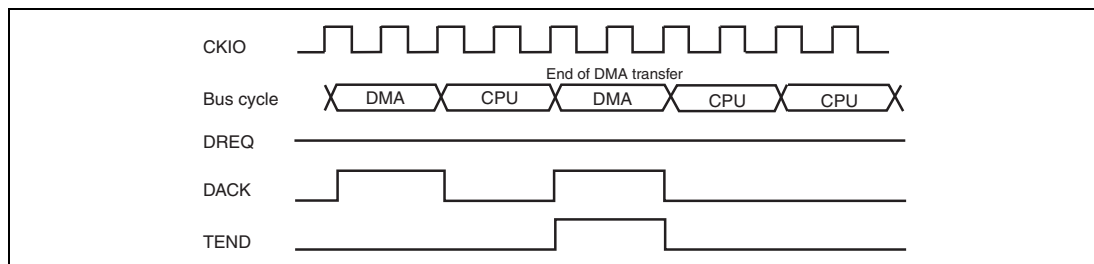 CKIO
End of DMA transfer
Bus cycle DMA CPU DMA CPU CPU
DREQ
DACK
TEND